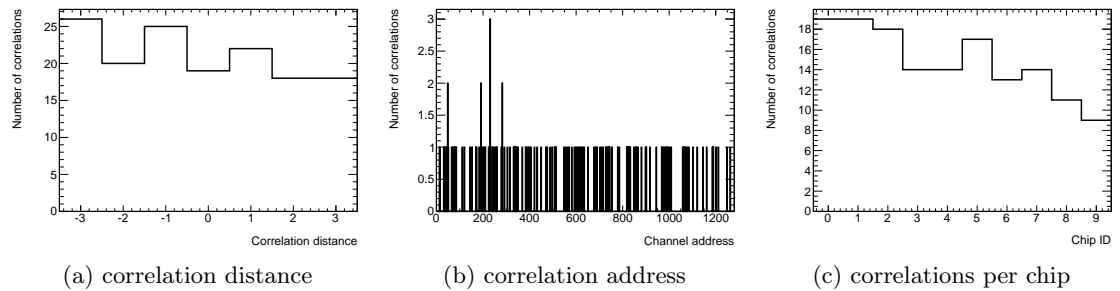 Number of correlations
25
20
15
10
5
0
-3 -2 -1 0 1 2 3
Correlation distance
(a) correlation distance
Number of correlations
3
2.5
2
1.5
1
0.5
0
0 200 400 600 800 1000 1200
Channel address
(b) correlation address
Number of correlations
18
16
14
12
10
8
6
4
2
0
0 1 2 3 4 5 6 7 8 9
Chip ID
(c) correlations per chip